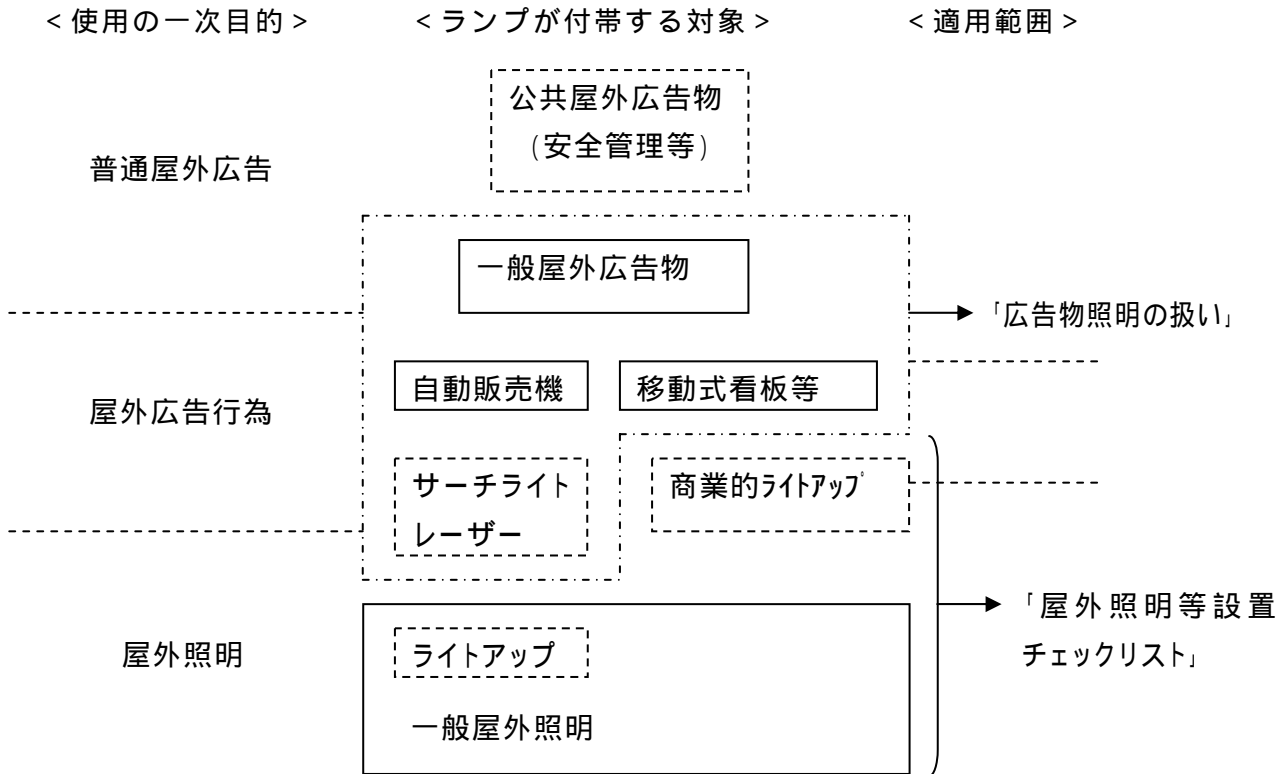 <使用の一次目的> <ランプが付帯する対象> <適用範囲>
公共屋外広告物
(安全管理等)
普通屋外広告
一般屋外広告物
「広告物照明の扱い」
自動販売機 移動式看板等
屋外広告行為
サーチライト 商業的ライトアップ
レーザー
「屋外照明等設置
屋外照明 ライトアップ チェックリスト」
一般屋外照明